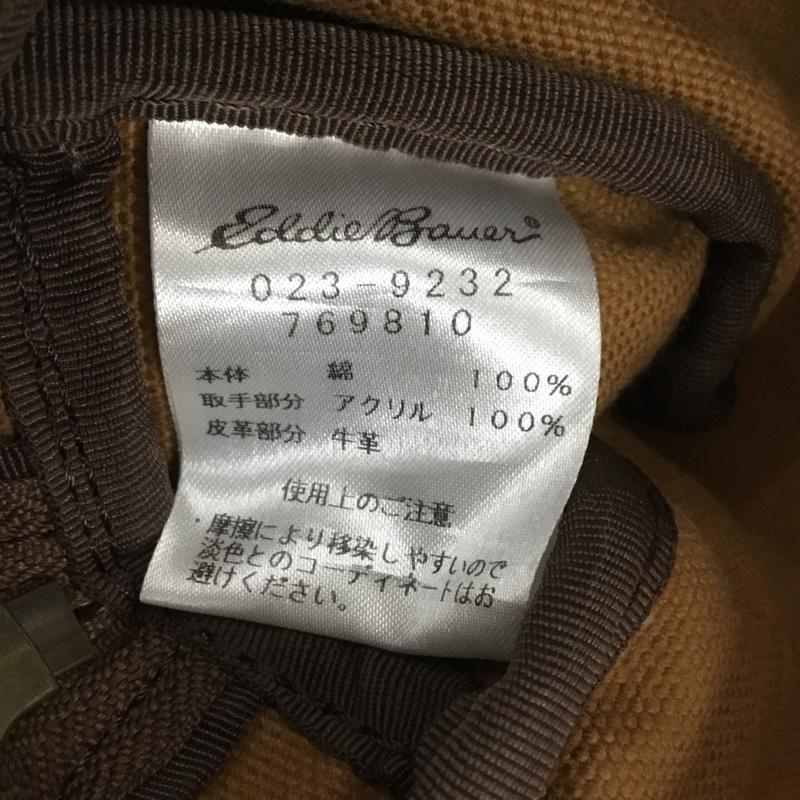 Eddie Bauer®
023-9232
769810
本体 綿 100%
取手部分 アクリル 100%
皮革部分 牛革
使用上のご注意
・摩擦により移染しやすいので
淡色とのコーディネートはお
避けください。